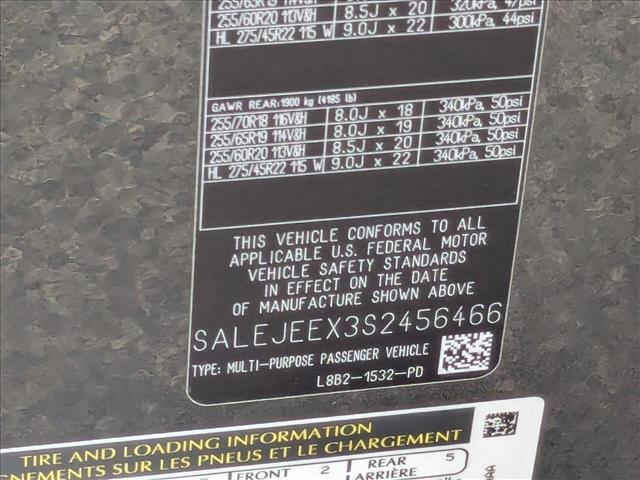 255/65R19 114V&H
255/60R20 113V&H 8.5J x 20 320kPa, 47psi
HL 275/45R22 115 W 9.0J x 22 300kPa, 44psi
GAWR REAR:1900 kg (4185 lb)
255/70R18 116V&H 8.0J x 18 340kPa, 50psi
255/65R19 114V&H 8.0J x 19 340kPa, 50psi
255/60R20 113V&H 8.5J x 20 340kPa, 50psi
HL 275/45R22 115 W 9.0J x 22 340kPa, 50psi
THIS VEHICLE CONFORMS TO ALL
APPLICABLE U.S. FEDERAL MOTOR
VEHICLE SAFETY STANDARDS
IN EFFECT ON THE DATE
OF MANUFACTURE SHOWN ABOVE
SALEJEEX3S2456466
TYPE: MULTI-PURPOSE PASSENGER VEHICLE
L8B2-1532-PD
TIRE AND LOADING INFORMATION
SUR LES PNEUS ET LE CHARGEMENT
FRONT 2 REAR 5
ARRIÈRE